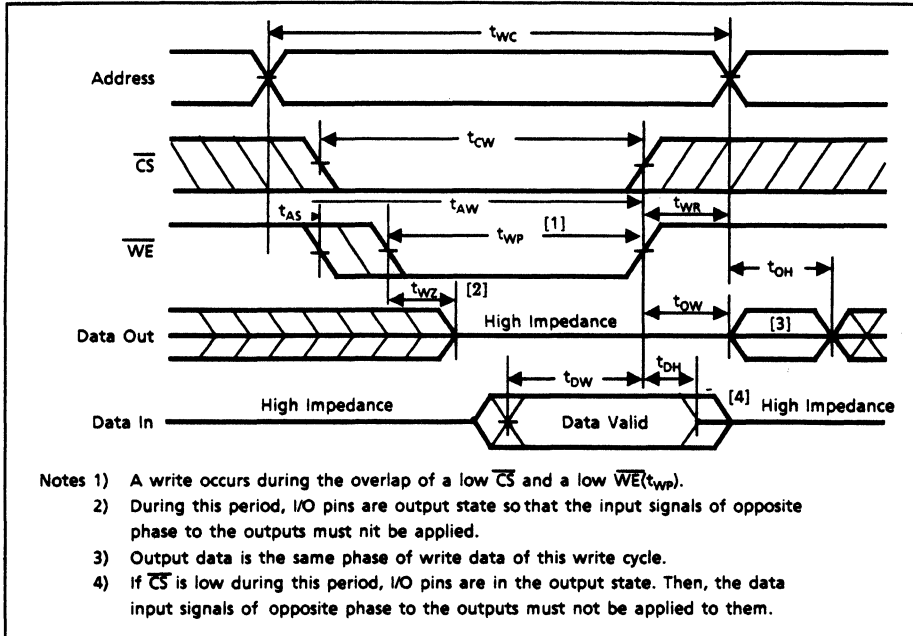 tWC
Address
tCW
CS
tAS tAW tWR
tWP [1]
WE
tOH
tWZ [2]
tOW
High Impedance [3]
Data Out
tDH
tDW
High Impedance [4] High Impedance
Data In Data Valid
Notes 1) A write occurs during the overlap of a low CS and a low WE(tWP).
2) During this period, I/O pins are output state so that the input signals of opposite
phase to the outputs must nit be applied.
3) Output data is the same phase of write data of this write cycle.
4) If CS is low during this period, I/O pins are in the output state. Then, the data
input signals of opposite phase to the outputs must not be applied to them.